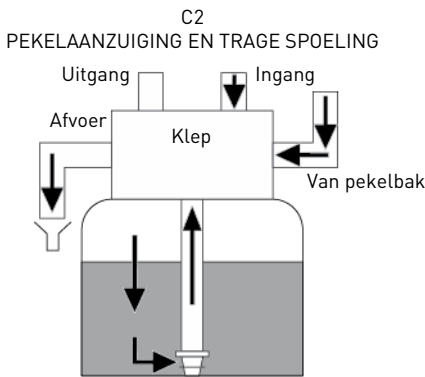 C2
PEKELAANZUIGING EN TRAGE SPOELING
Uitgang
Ingang
Afvoer
Klep
Van pekelbak